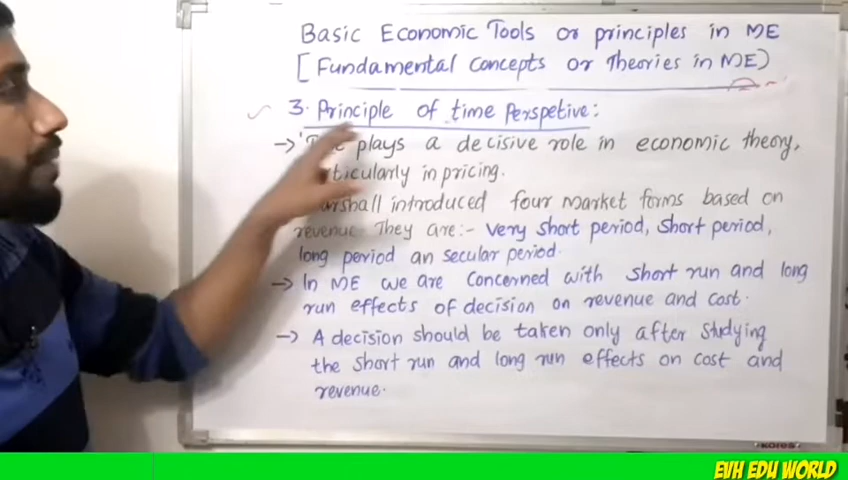 Basic Economic Tools or principles in ME
[Fundamental Concepts or Theories in ME)
3. Principle of time Perspetive:
→ plays a decisive role in economic theory,
in pricing.
introduced four market forms based on
revenue. They are:- Very short period, Short period,
long period an secular period.
→ In ME we are concerned with short run and long
run effects of decision on revenue and cost.
→ A decision should be taken only after studying
the short run and long run effects on cost and
revenue.
KORES
EVH EDU WORLD